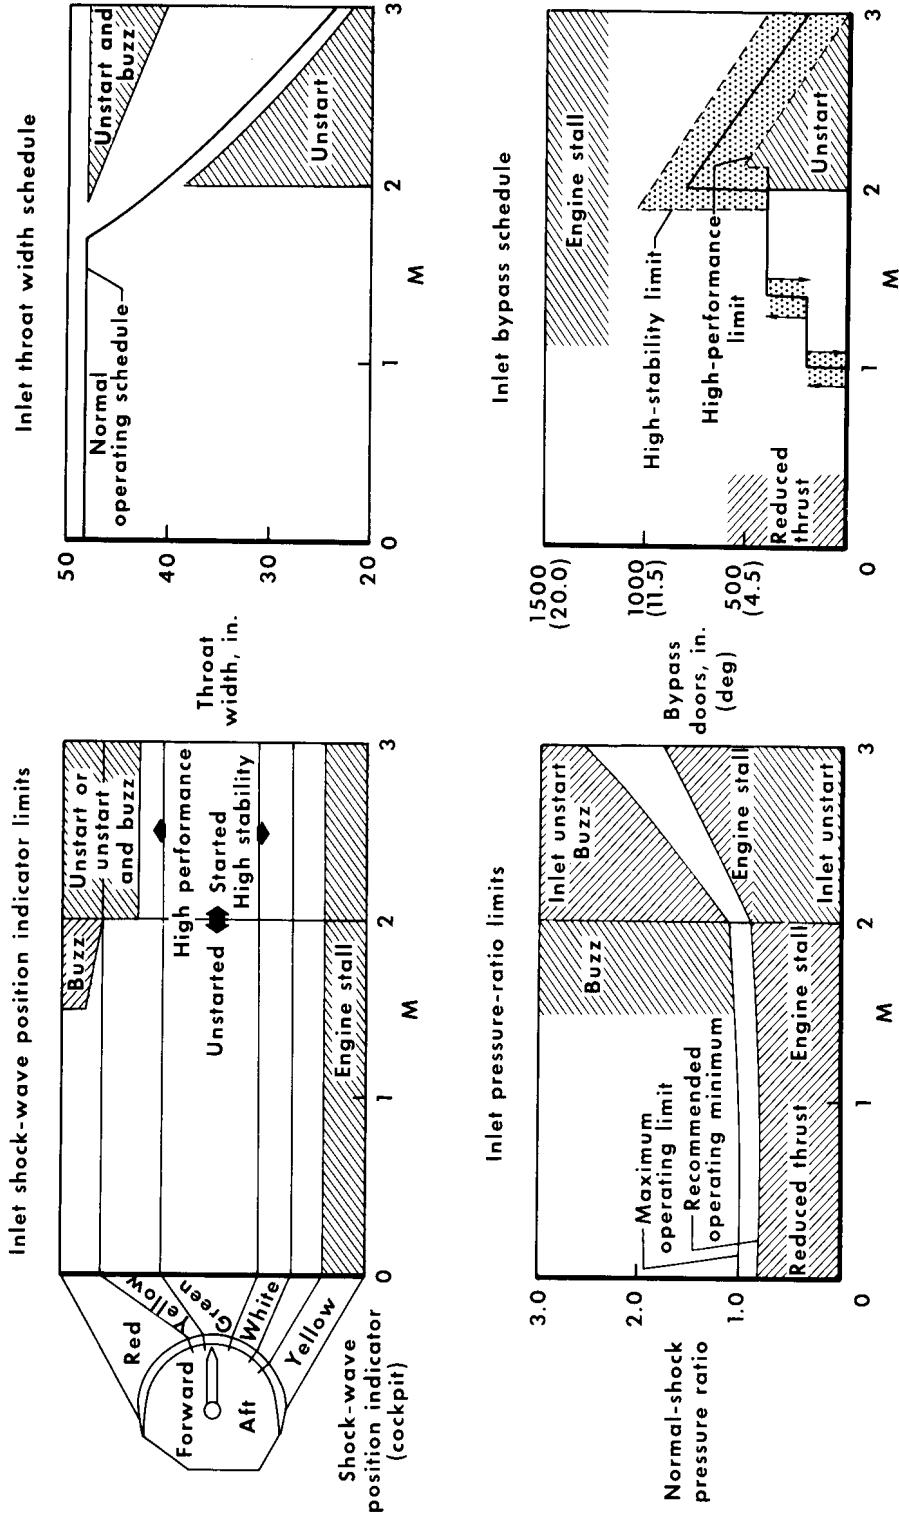 Inlet shock-wave position indicator limits
Red
Yellow
Green
White
Yellow
Forward
Aft
Shock-wave
position indicator
(cockpit)
Buzz
Unstart or
unstart
and buzz
High performance
Unstarted
Started
High stability
Engine stall
0
1
2
3
M
Inlet throat width schedule
Throat
width, in.
50
40
30
20
Normal
operating schedule
Unstart and
buzz
Unstart
0
1
2
3
M
Inlet pressure-ratio limits
Normal-shock
pressure ratio
3.0
2.0
1.0
0
Maximum
operating limit
Recommended
operating minimum
Buzz
Inlet unstart
Buzz
Reduced thrust
Engine stall
Engine stall
Inlet unstart
1
2
3
M
Inlet bypass schedule
Bypass
doors, in.
(deg)
1500
(20.0)
1000
(11.5)
500
(4.5)
0
Engine stall
High-stability limit
High-performance
limit
Reduced
thrust
Unstart
1
2
3
M